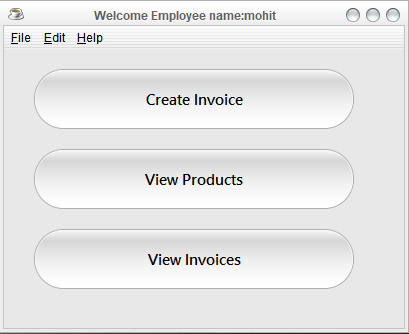 Welcome Employee name:mohit
File Edit Help
Create Invoice
View Products
View Invoices